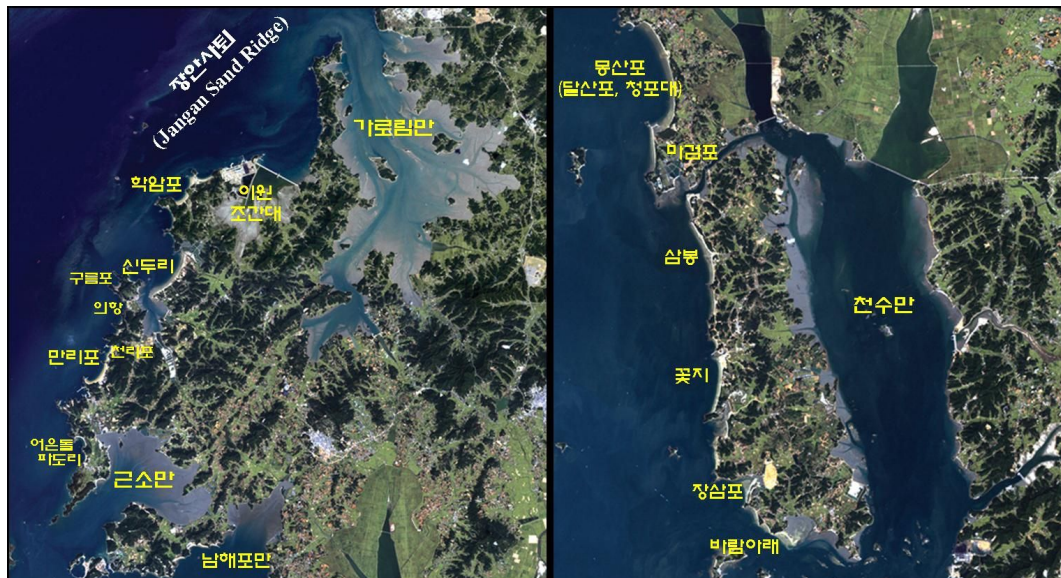 장안사퇴
(Jangan Sand Ridge)
가로림만
학암포
이원
조간대
신두리
구름포
의항
만리포
천리포
어은돌
파도리
근소만
남해포만
몽산포
(달산포, 청포대)
마검포
삼봉
천수만
꽃지
장삼포
바람아래